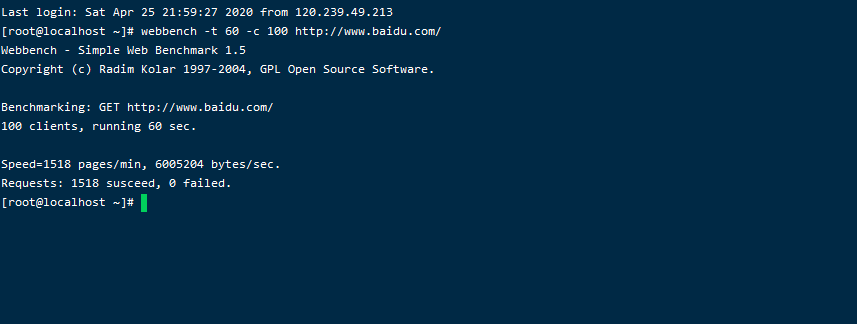 Last login: Sat Apr 25 21:59:27 2020 from 120.239.49.213
[root@localhost ~]# webbench -t 60 -c 100 http://www.baidu.com/
Webbench - Simple Web Benchmark 1.5
Copyright (c) Radim Kolar 1997-2004, GPL Open Source Software.
Benchmarking: GET http://www.baidu.com/
100 clients, running 60 sec.
Speed=1518 pages/min, 6005204 bytes/sec.
Requests: 1518 susceed, 0 failed.
[root@localhost ~]#